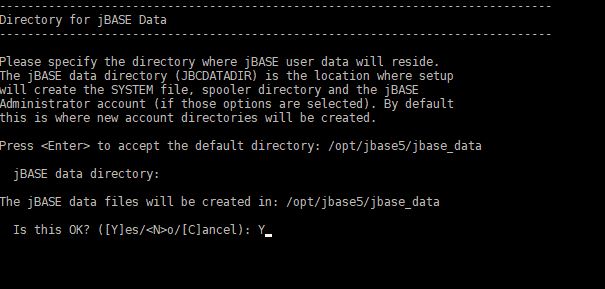 --------------------------------------------------------------------------------
Directory for jBASE Data
--------------------------------------------------------------------------------
Please specify the directory where jBASE user data will reside.
The jBASE data directory (JBCDATADIR) is the location where setup
will create the SYSTEM file, spooler directory and the jBASE
Administrator account (if those options are selected). By default
this is where new account directories will be created.
Press <Enter> to accept the default directory: /opt/jbase5/jbase_data
jBASE data directory:
The jBASE data files will be created in: /opt/jbase5/jbase_data
Is this OK? ([Y]es/<N>o/[C]ancel): Y